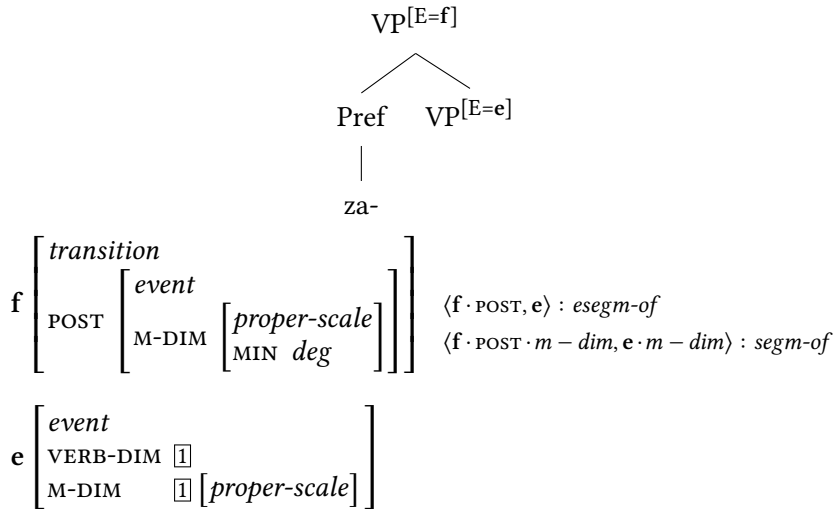 VP[E=f]
Pref VP[E=e]
za-
f [transition
POST [event
M-DIM [proper-scale
MIN deg]]]
⟨f · POST, e⟩ : esegm-of
⟨f · POST · m − dim, e · m − dim⟩ : segm-of
e [event
VERB-DIM 1
M-DIM 1 [proper-scale]]